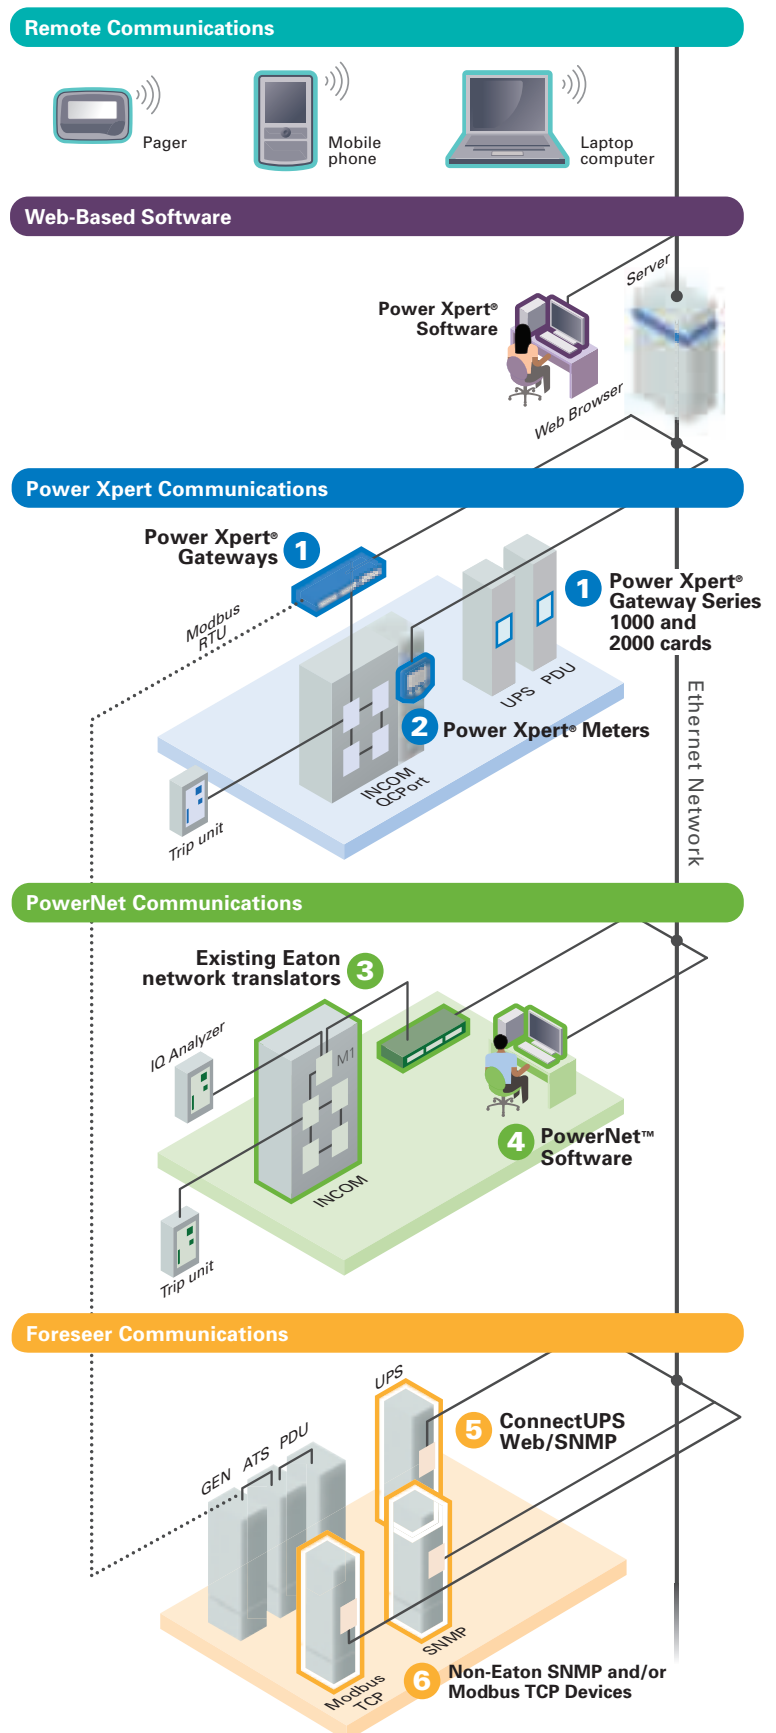 Remote Communications
Pager
Mobile
phone
Laptop
computer
Web-Based Software
Server
Power Xpert®
Software
Web Browser
Power Xpert Communications
Power Xpert®
Gateways
1
1
Power Xpert®
Gateway Series
1000 and
2000 cards
Modbus
RTU
UPS
PDU
2
Power Xpert® Meters
INCOM
QCPort
Trip unit
Ethernet Network
PowerNet Communications
Existing Eaton
network translators
3
IQ Analyzer
M1
4
PowerNet™
Software
INCOM
Trip unit
Foreseer Communications
UPS
5
ConnectUPS
Web/SNMP
GEN
ATS
PDU
SNMP
Modbus
TCP
6
Non-Eaton SNMP and/or
Modbus TCP Devices